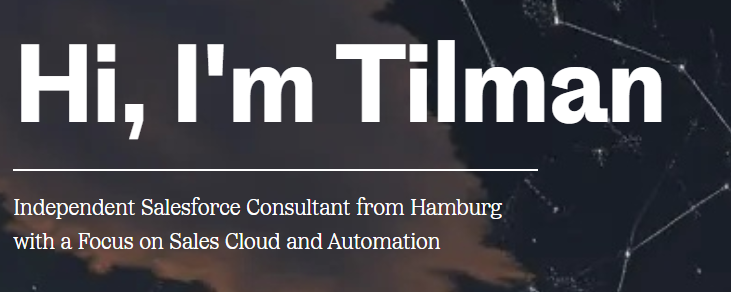 Hi, I'm Tilman
Independent Salesforce Consultant from Hamburg
with a Focus on Sales Cloud and Automation